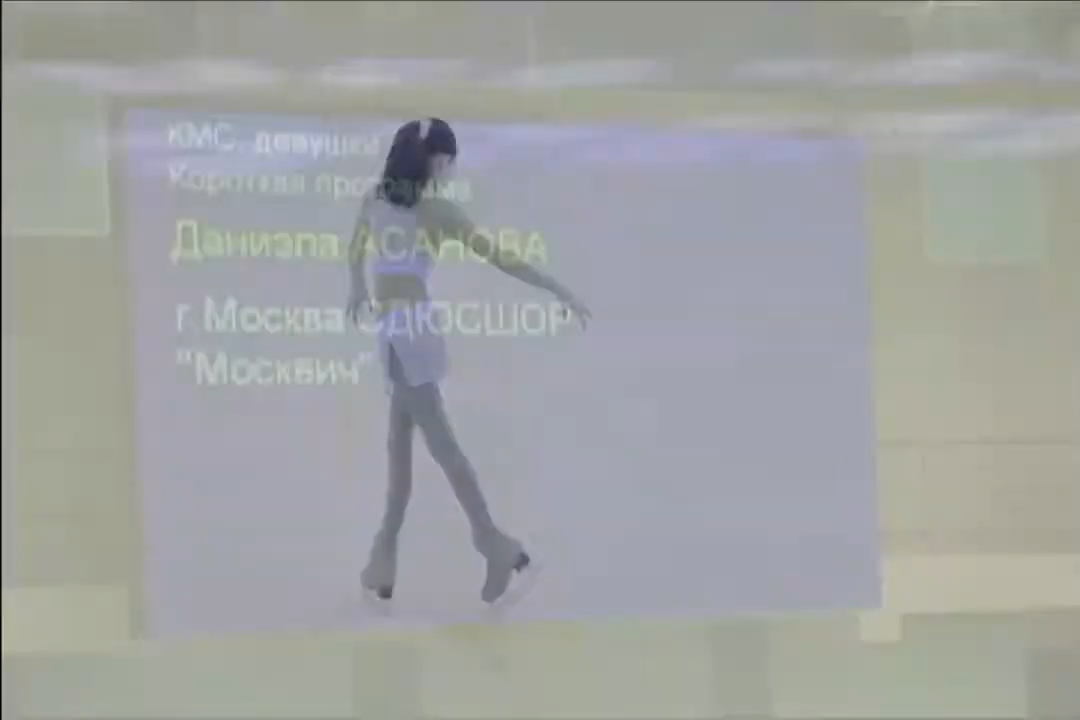 КМС, девушки
Короткая программа
Даниэла АСАНОВА
г. Москва СДЮСШОР
"Москвич"